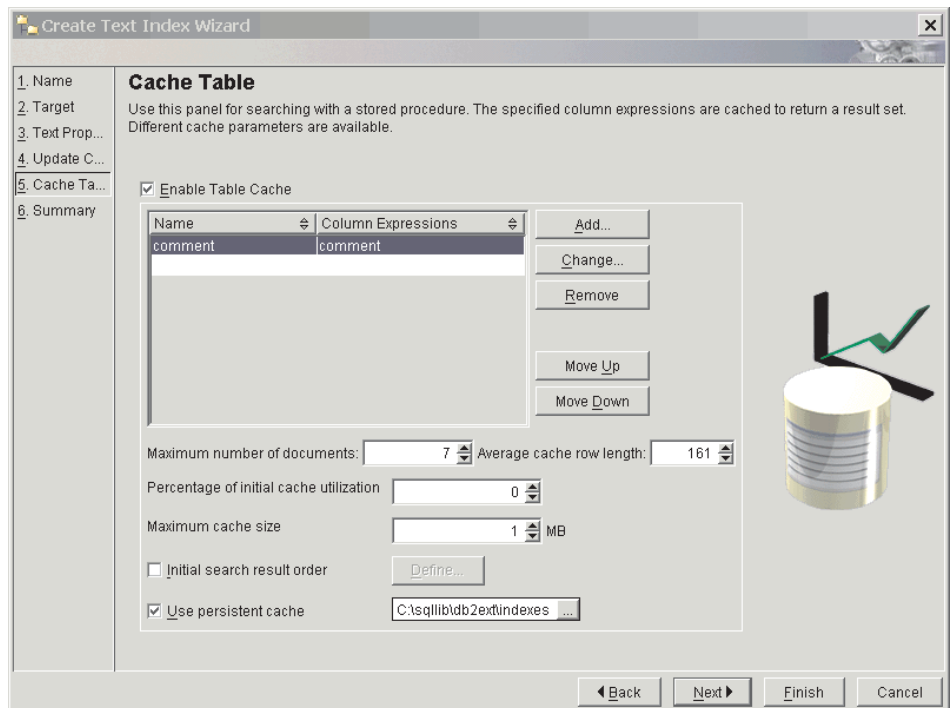 Create Text Index Wizard
1. Name
2. Target
3. Text Prop...
4. Update C...
5. Cache Ta...
6. Summary
Cache Table
Use this panel for searching with a stored procedure. The specified column expressions are cached to return a result set.
Different cache parameters are available.
Enable Table Cache
Name Column Expressions
comment comment
Add...
Change...
Remove
Move Up
Move Down
Maximum number of documents: 7 Average cache row length: 161
Percentage of initial cache utilization 0
Maximum cache size 1 MB
Initial search result order Define...
Use persistent cache C:\sqllib\db2ext\indexes ...
Back Next Finish Cancel